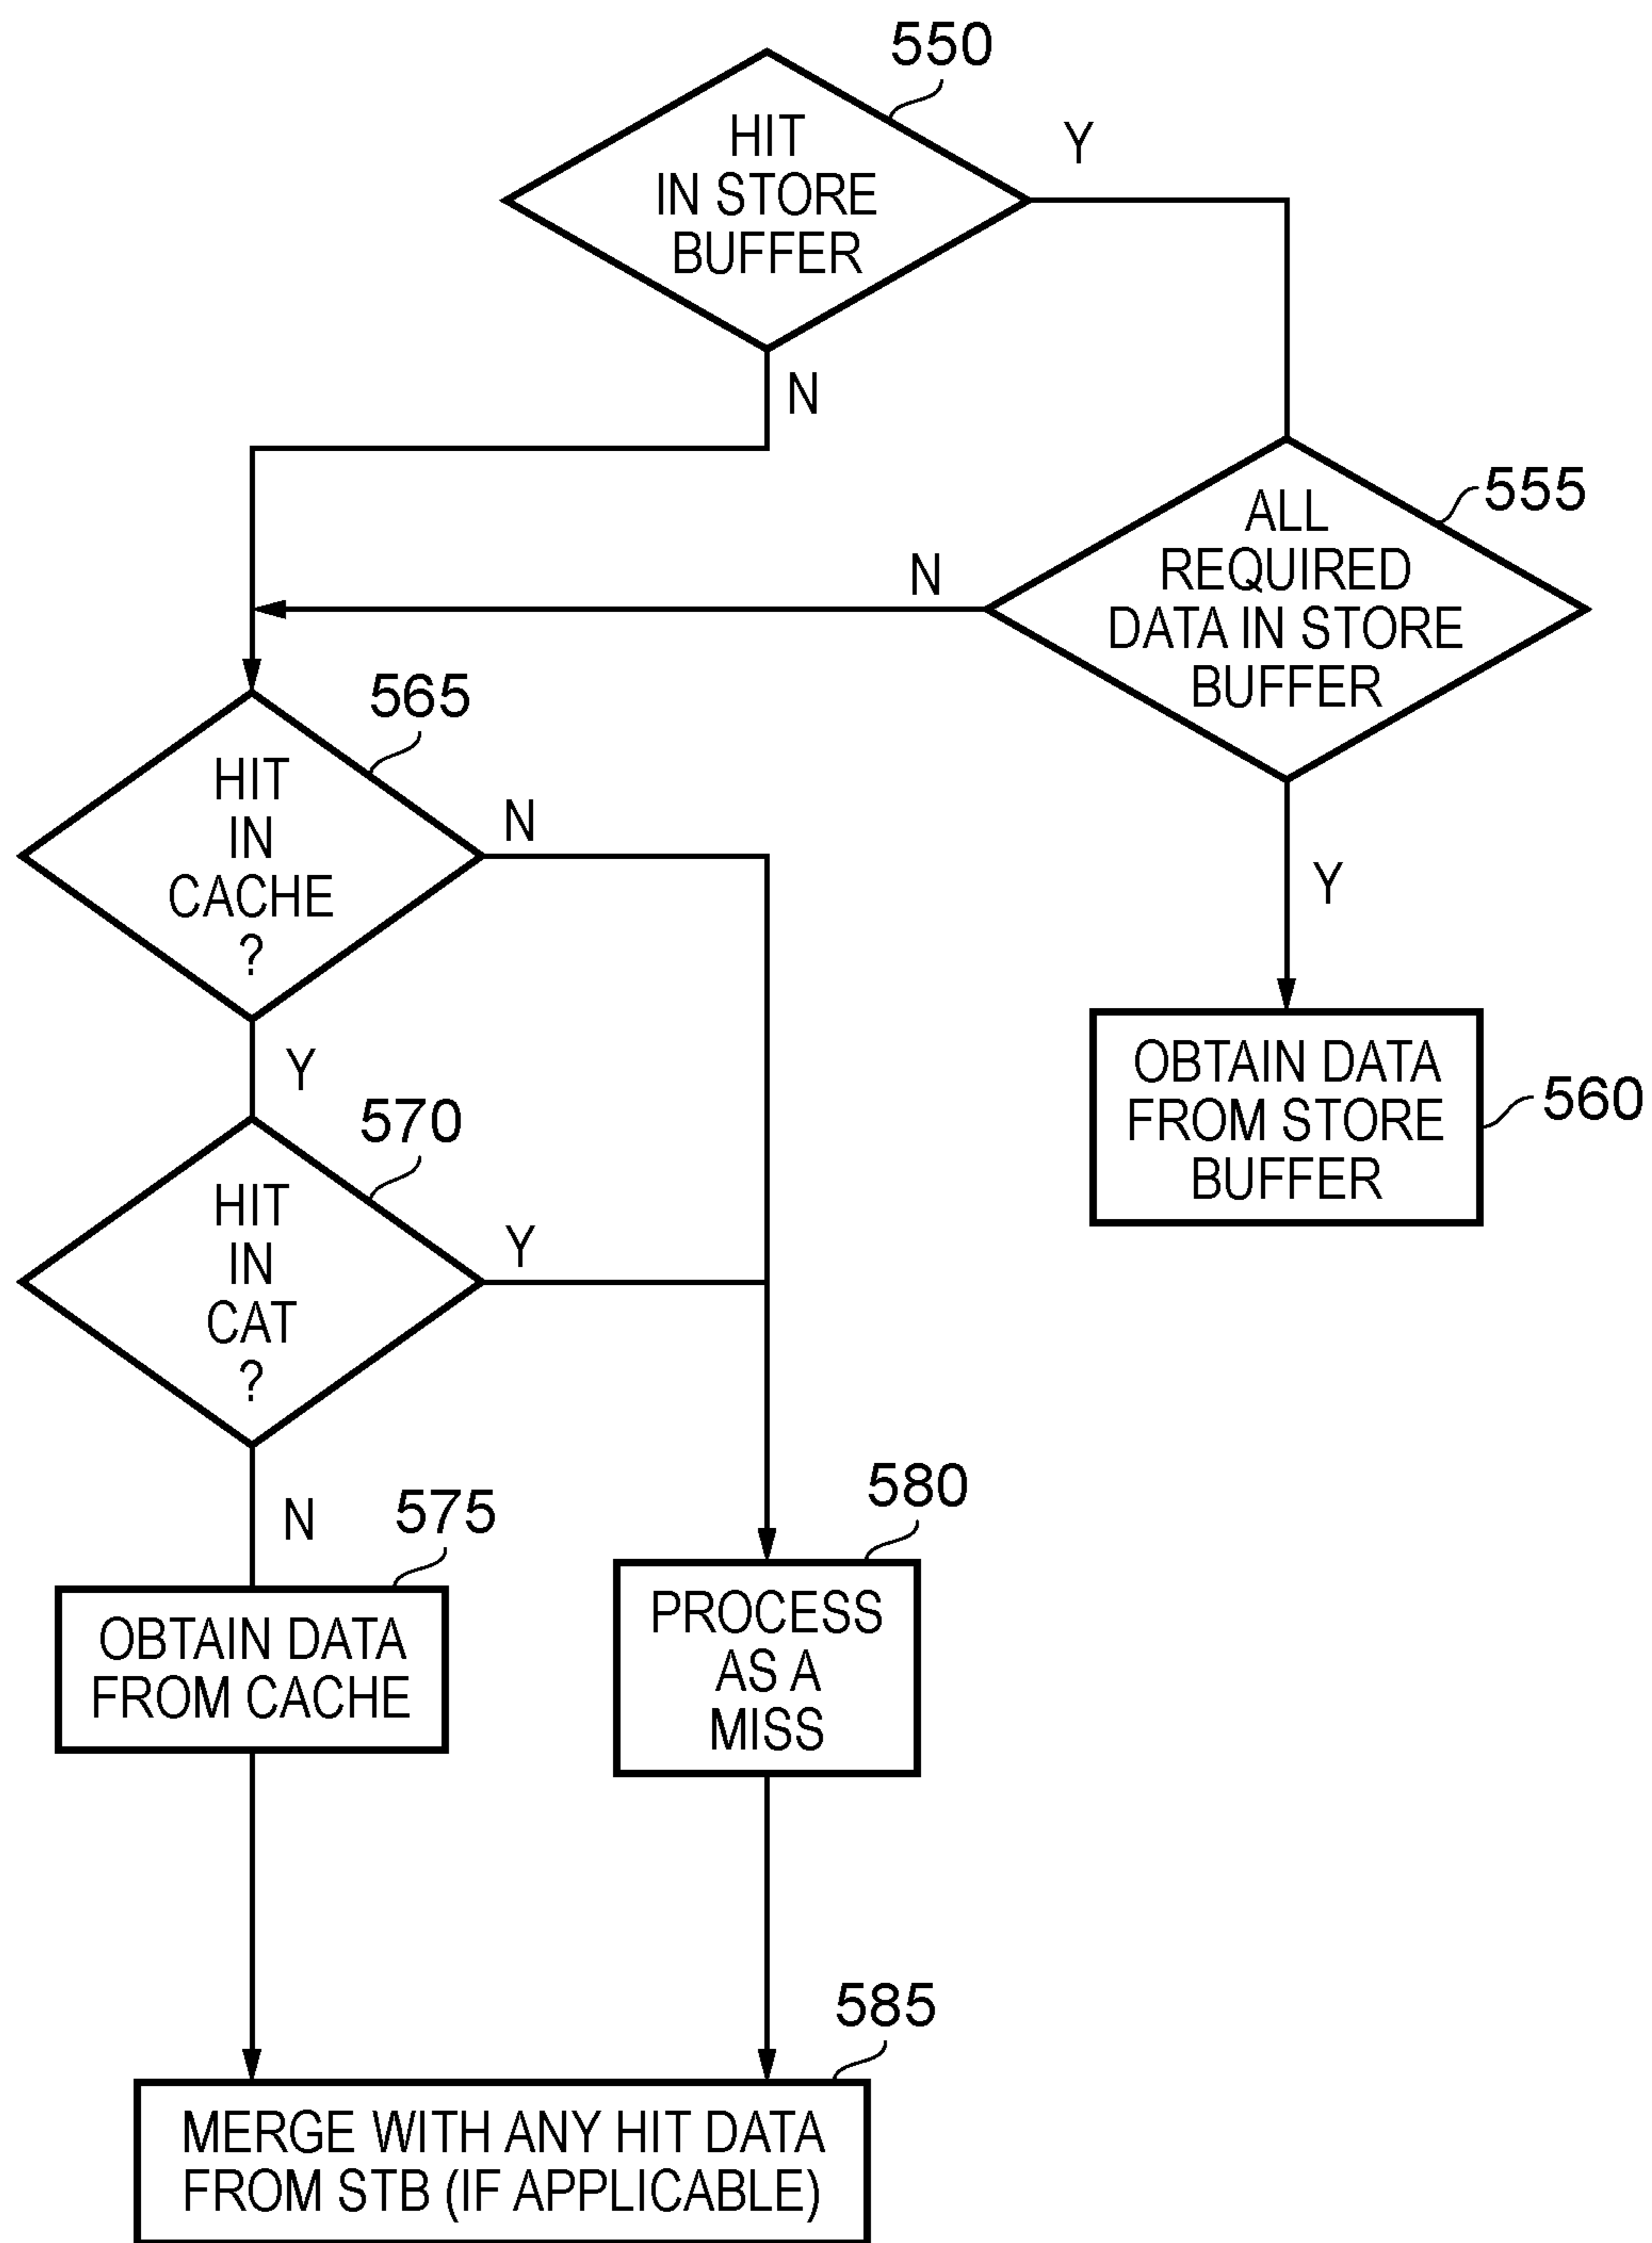 550
HIT
IN STORE
BUFFER
Y
N
555
ALL
REQUIRED
DATA IN STORE
BUFFER
N
Y
565
HIT
IN
CACHE
?
N
Y
560
OBTAIN DATA
FROM STORE
BUFFER
570
HIT
IN
CAT
?
Y
N
575
OBTAIN DATA
FROM CACHE
580
PROCESS
AS A
MISS
585
MERGE WITH ANY HIT DATA
FROM STB (IF APPLICABLE)